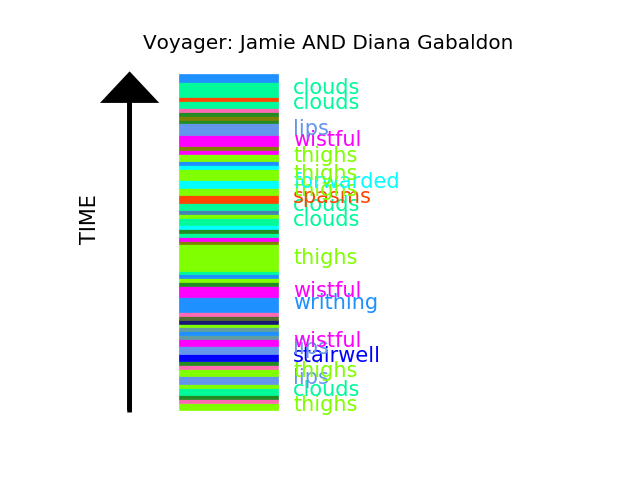 Voyager: Jamie AND Diana Gabaldon
clouds
clouds
lips
wistful
thighs
thighs
forwarded
thighs
spasms
clouds
clouds
thighs
wistful
writhing
wistful
lips
stairwell
thighs
lips
clouds
thighs
TIME